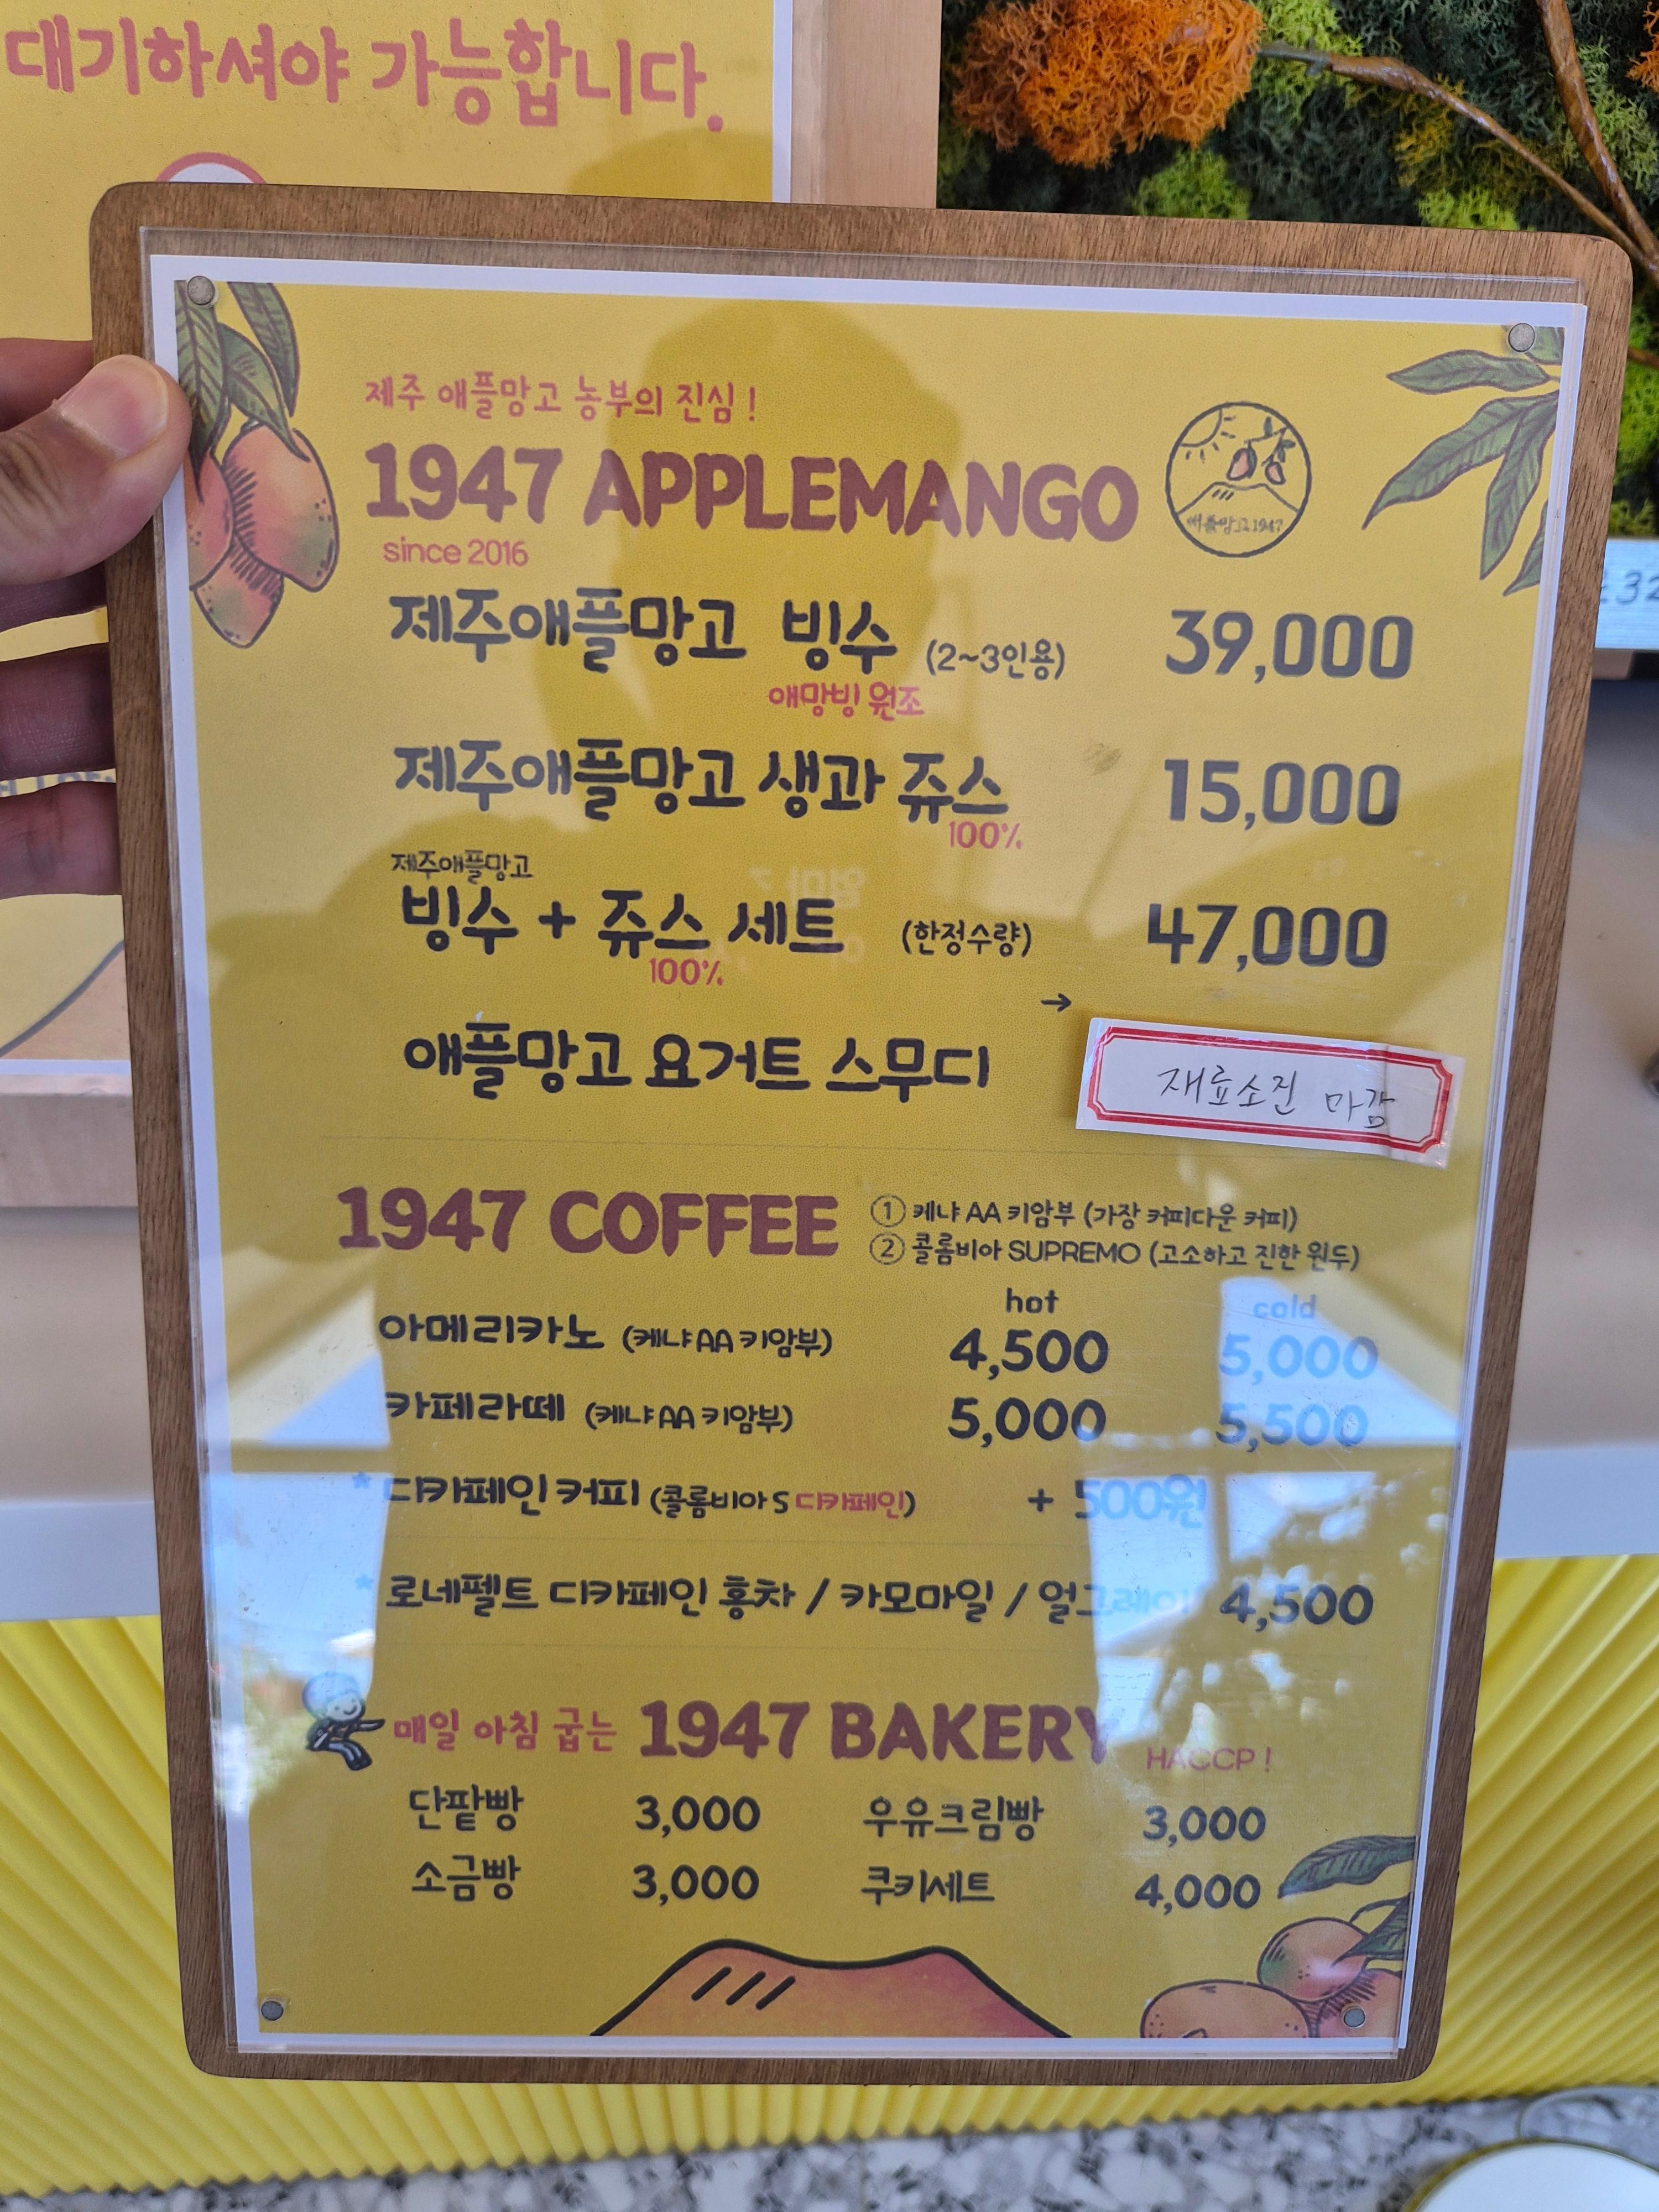 대기하셔야 가능합니다.
제주 애플망고 농부의 진심!
1947 APPLEMANGO
애플망고1947
since 2016
제주애플망고 빙수 (2~3인용) 39,000
애망빙 원조
제주애플망고 생과 쥬스 15,000
100%
제주애플망고
빙수 + 쥬스 세트 (한정수량) 47,000
100%
→
애플망고 요거트 스무디 재료소진 마감
1947 COFFEE
① 케냐 AA 키암부 (가장 커피다운 커피)
② 콜롬비아 SUPREMO (고소하고 진한 원두)
hot cold
아메리카노 (케냐 AA 키암부) 4,500 5,000
카페라떼 (케냐 AA 키암부) 5,000 5,500
* 디카페인 커피 (콜롬비아 S 디카페인) + 500원
* 로네펠트 디카페인 홍차 / 카모마일 / 얼그레이 4,500
매일 아침 굽는 1947 BAKERY HACCP !
단팥빵 3,000 우유크림빵 3,000
소금빵 3,000 쿠키세트 4,000